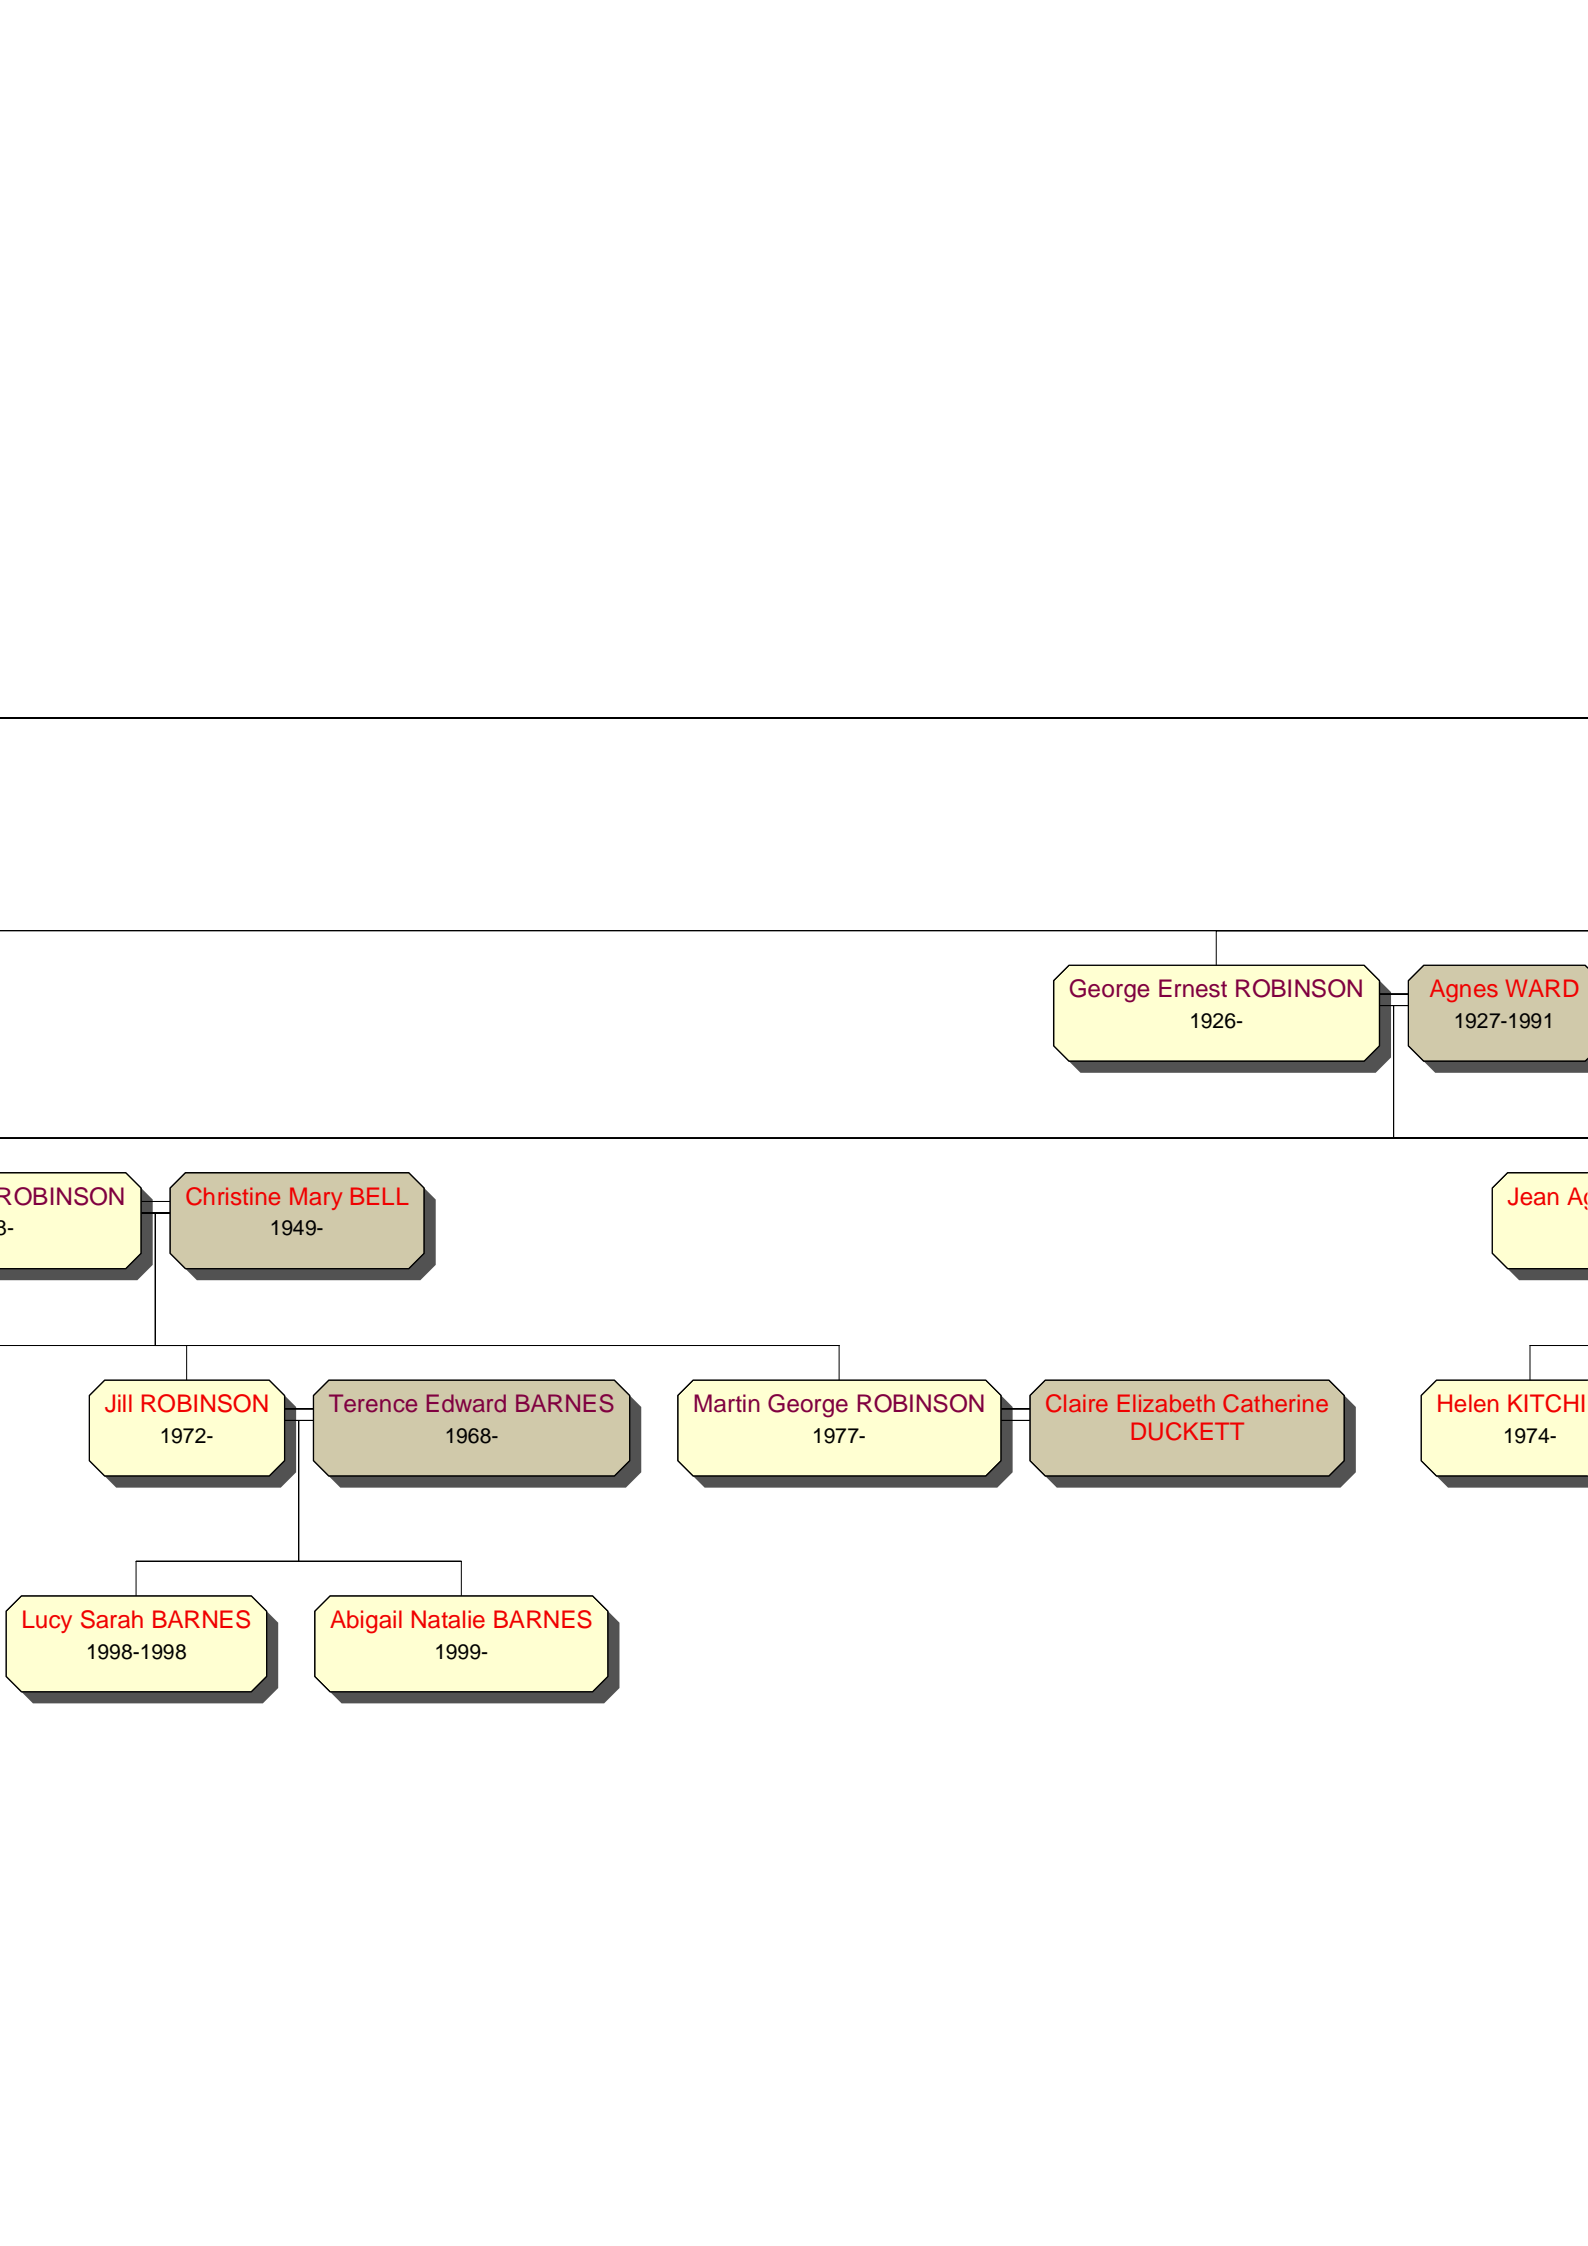 George Ernest ROBINSON
1926-
Agnes WARD
1927-1991
ROBINSON
Christine Mary BELL
1949-
Jean
Jill ROBINSON
1972-
Terence Edward BARNES
1968-
Martin George ROBINSON
1977-
Claire Elizabeth Catherine
DUCKETT
Helen KITCHI
1974-
Lucy Sarah BARNES
1998-1998
Abigail Natalie BARNES
1999-